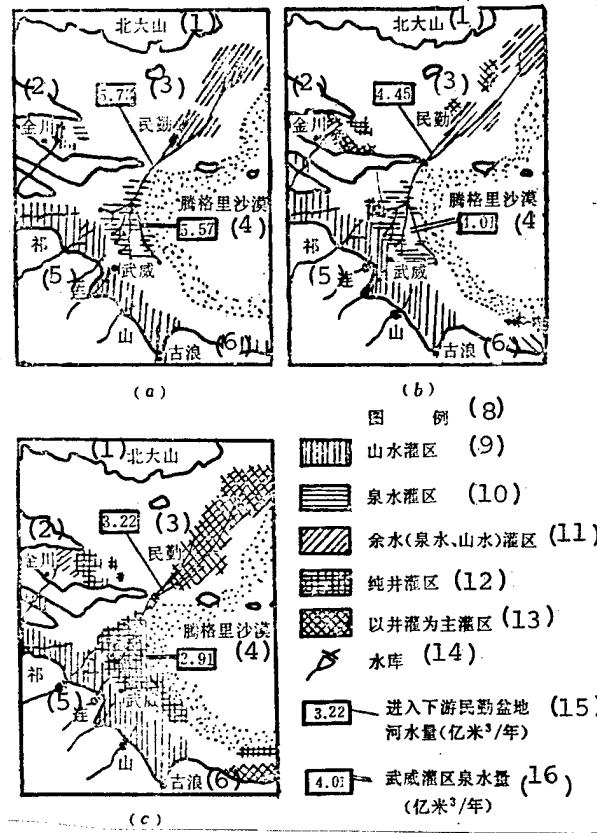 北大山 (1)
(2)
5.73
(3)
金川
民勤
腾格里沙漠
5.57
(4)
祁
(5)
连
武威
山
古浪
(6)
(a)
北大山 (1)
(2)
4.45
(3)
金川
民勤
腾格里沙漠
(4
祁
(5)
连
武威
山
古浪
(6)
(b)
(1)
北大山
(2)
3.22
(3)
金川
民勤
腾格里沙漠
2.91
(4)
祁
(5)
连
武威
山
古浪
(6)
(c)
图 例 (8)
山水灌区 (9)
泉水灌区 (10)
余水(泉水、山水)灌区 (11)
纯井灌区 (12)
以井灌为主灌区 (13)
水库 (14)
3.22 进入下游民勤盆地 (15)
河水量(亿米³/年)
4.01 武威灌区泉水量 (16)
(亿米³/年)